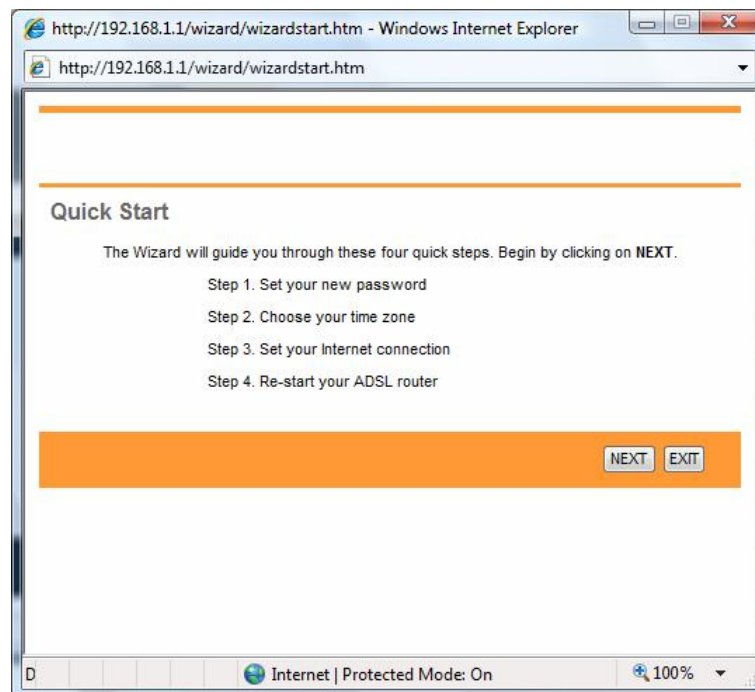 http://192.168.1.1/wizard/wizardstart.htm - Windows Internet Explorer
http://192.168.1.1/wizard/wizardstart.htm
Quick Start
The Wizard will guide you through these four quick steps. Begin by clicking on NEXT.
Step 1. Set your new password
Step 2. Choose your time zone
Step 3. Set your Internet connection
Step 4. Re-start your ADSL router
NEXT EXIT
D Internet | Protected Mode: On 100%